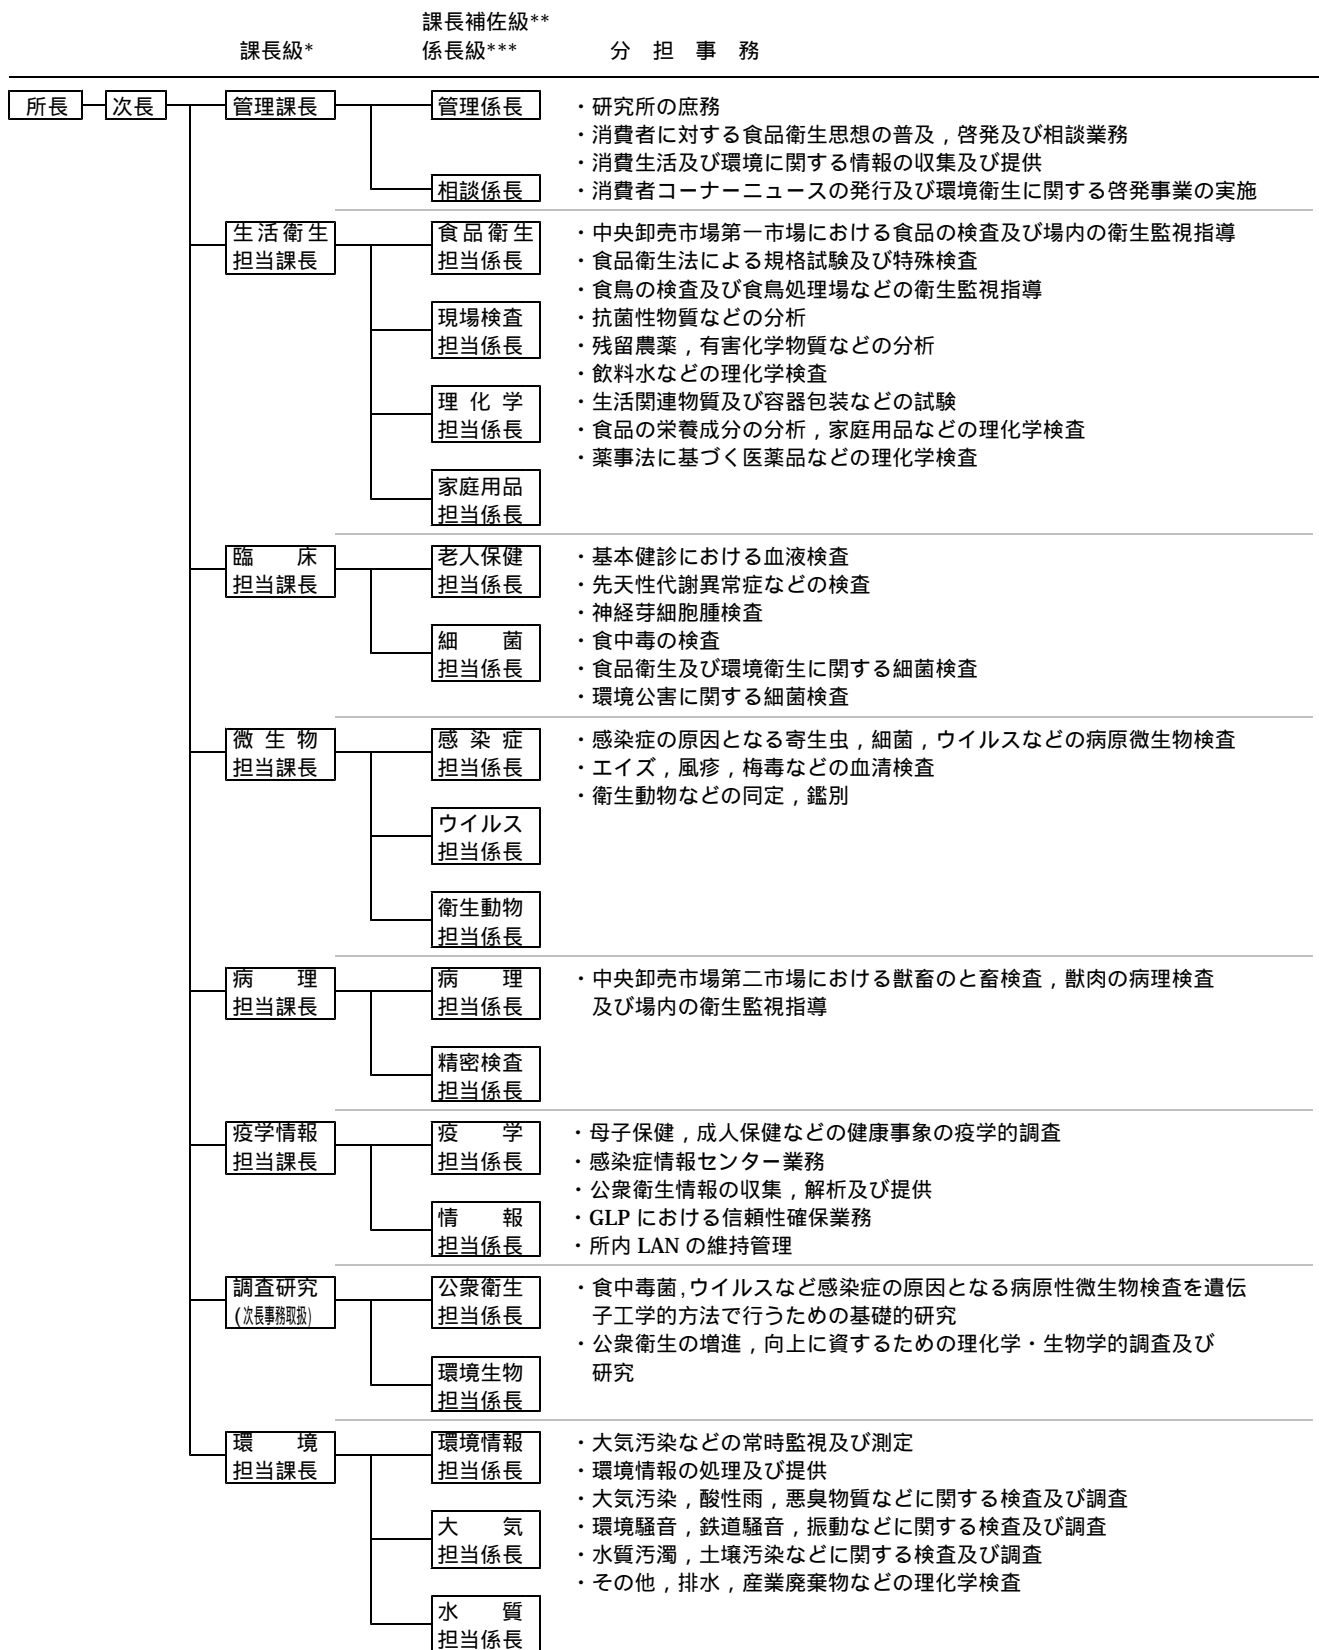 課長補佐級**
課長級* 係長級*** 分 担 事 務
所長 次長 管理課長 管理係長 ・研究所の庶務
・消費者に対する食品衛生思想の普及，啓発及び相談業務
・消費生活及び環境に関する情報の収集及び提供
相談係長 ・消費者コーナーニュースの発行及び環境衛生に関する啓発事業の実施
生活衛生 食品衛生 ・中央卸売市場第一市場における食品の検査及び場内の衛生監視指導
担当課長 担当係長 ・食品衛生法による規格試験及び特殊検査
・食鳥の検査及び食鳥処理場などの衛生監視指導
現場検査 ・抗菌性物質などの分析
担当係長 ・残留農薬，有害化学物質などの分析
・飲料水などの理化学検査
理 化 学 ・生活関連物質及び容器包装などの試験
担当係長 ・食品の栄養成分の分析，家庭用品などの理化学検査
・薬事法に基づく医薬品などの理化学検査
家庭用品
担当係長
臨 床 老人保健 ・基本健診における血液検査
担当課長 担当係長 ・先天性代謝異常症などの検査
・神経芽細胞腫検査
細 菌 ・食中毒の検査
担当係長 ・食品衛生及び環境衛生に関する細菌検査
・環境公害に関する細菌検査
微 生 物 感 染 症 ・感染症の原因となる寄生虫，細菌，ウイルスなどの病原微生物検査
担当課長 担当係長 ・エイズ，風疹，梅毒などの血清検査
・衛生動物などの同定，鑑別
ウイルス
担当係長
衛生動物
担当係長
病 理 病 理 ・中央卸売市場第二市場における獣畜のと畜検査，獣肉の病理検査
担当課長 担当係長 及び場内の衛生監視指導
精密検査
担当係長
疫学情報 疫 学 ・母子保健，成人保健などの健康事象の疫学的調査
担当課長 担当係長 ・感染症情報センター業務
・公衆衛生情報の収集，解析及び提供
情 報 ・GLP における信頼性確保業務
担当係長 ・所内 LAN の維持管理
調査研究 公衆衛生 ・食中毒菌,ウイルスなど感染症の原因となる病原性微生物検査を遺伝
(次長事務取扱) 担当係長 子工学的方法で行うための基礎的研究
・公衆衛生の増進，向上に資するための理化学・生物学的調査及び
環境生物 研究
担当係長
環 境 環境情報 ・大気汚染などの常時監視及び測定
担当課長 担当係長 ・環境情報の処理及び提供
・大気汚染，酸性雨，悪臭物質などに関する検査及び調査
大 気 ・環境騒音，鉄道騒音，振動などに関する検査及び調査
担当係長 ・水質汚濁，土壌汚染などに関する検査及び調査
・その他，排水，産業廃棄物などの理化学検査
水 質
担当係長